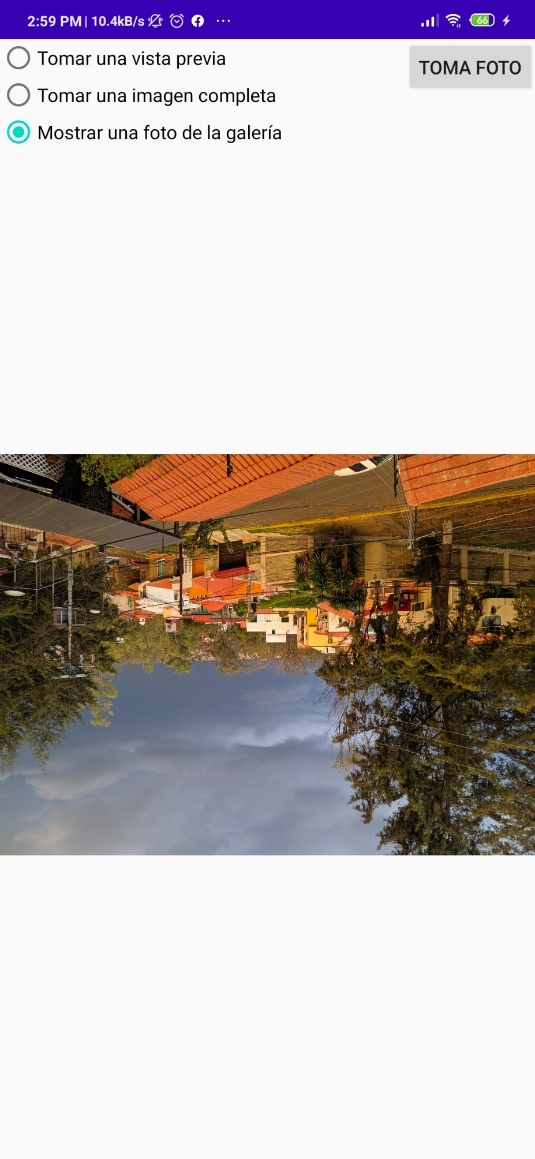 2:59 PM | 10.4kB/s ... 66
Tomar una vista previa
TOMA FOTO
Tomar una imagen completa
Mostrar una foto de la galería